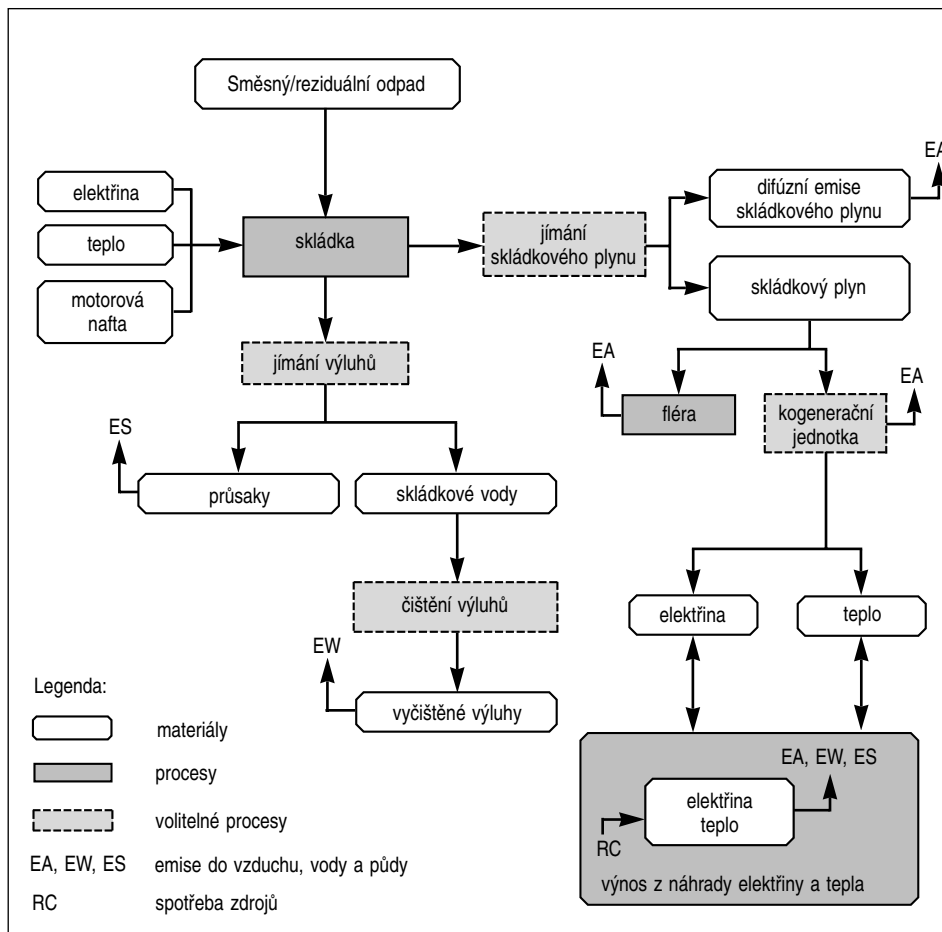 Směsný/reziduální odpad
elektřina
teplo
motorová
nafta
skládka
jímání
skládkového plynu
difúzní emise
skládkového plynu
EA
skládkový plyn
jímání výluhů
EA
fléra
kogenerační
jednotka
EA
ES
průsaky
skládkové vody
čištění výluhů
elektřina
teplo
EW
vyčištěné výluhy
EA, EW, ES
elektřina
teplo
RC
výnos z náhrady elektřiny a tepla
Legenda:
materiály
procesy
volitelné procesy
EA, EW, ES emise do vzduchu, vody a půdy
RC spotřeba zdrojů